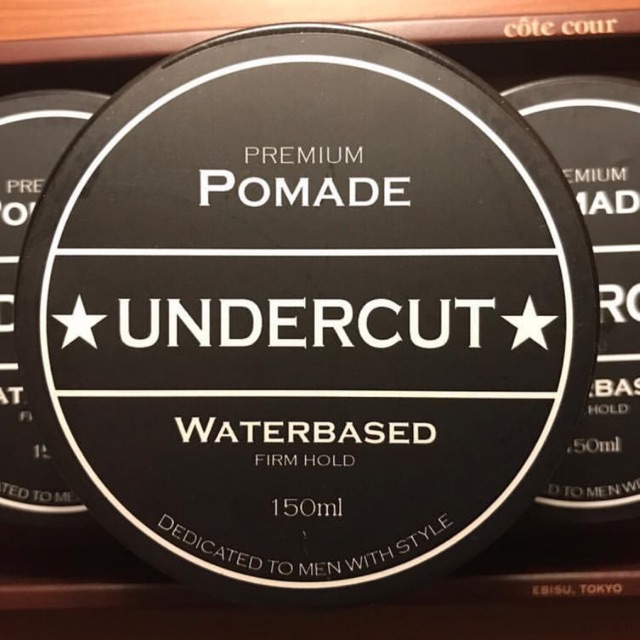 côte cour
PREMIUM
POMADE
★UNDERCUT★
WATERBASED
FIRM HOLD
150ml
DEDICATED TO MEN WITH STYLE
EBISU, TOKYO